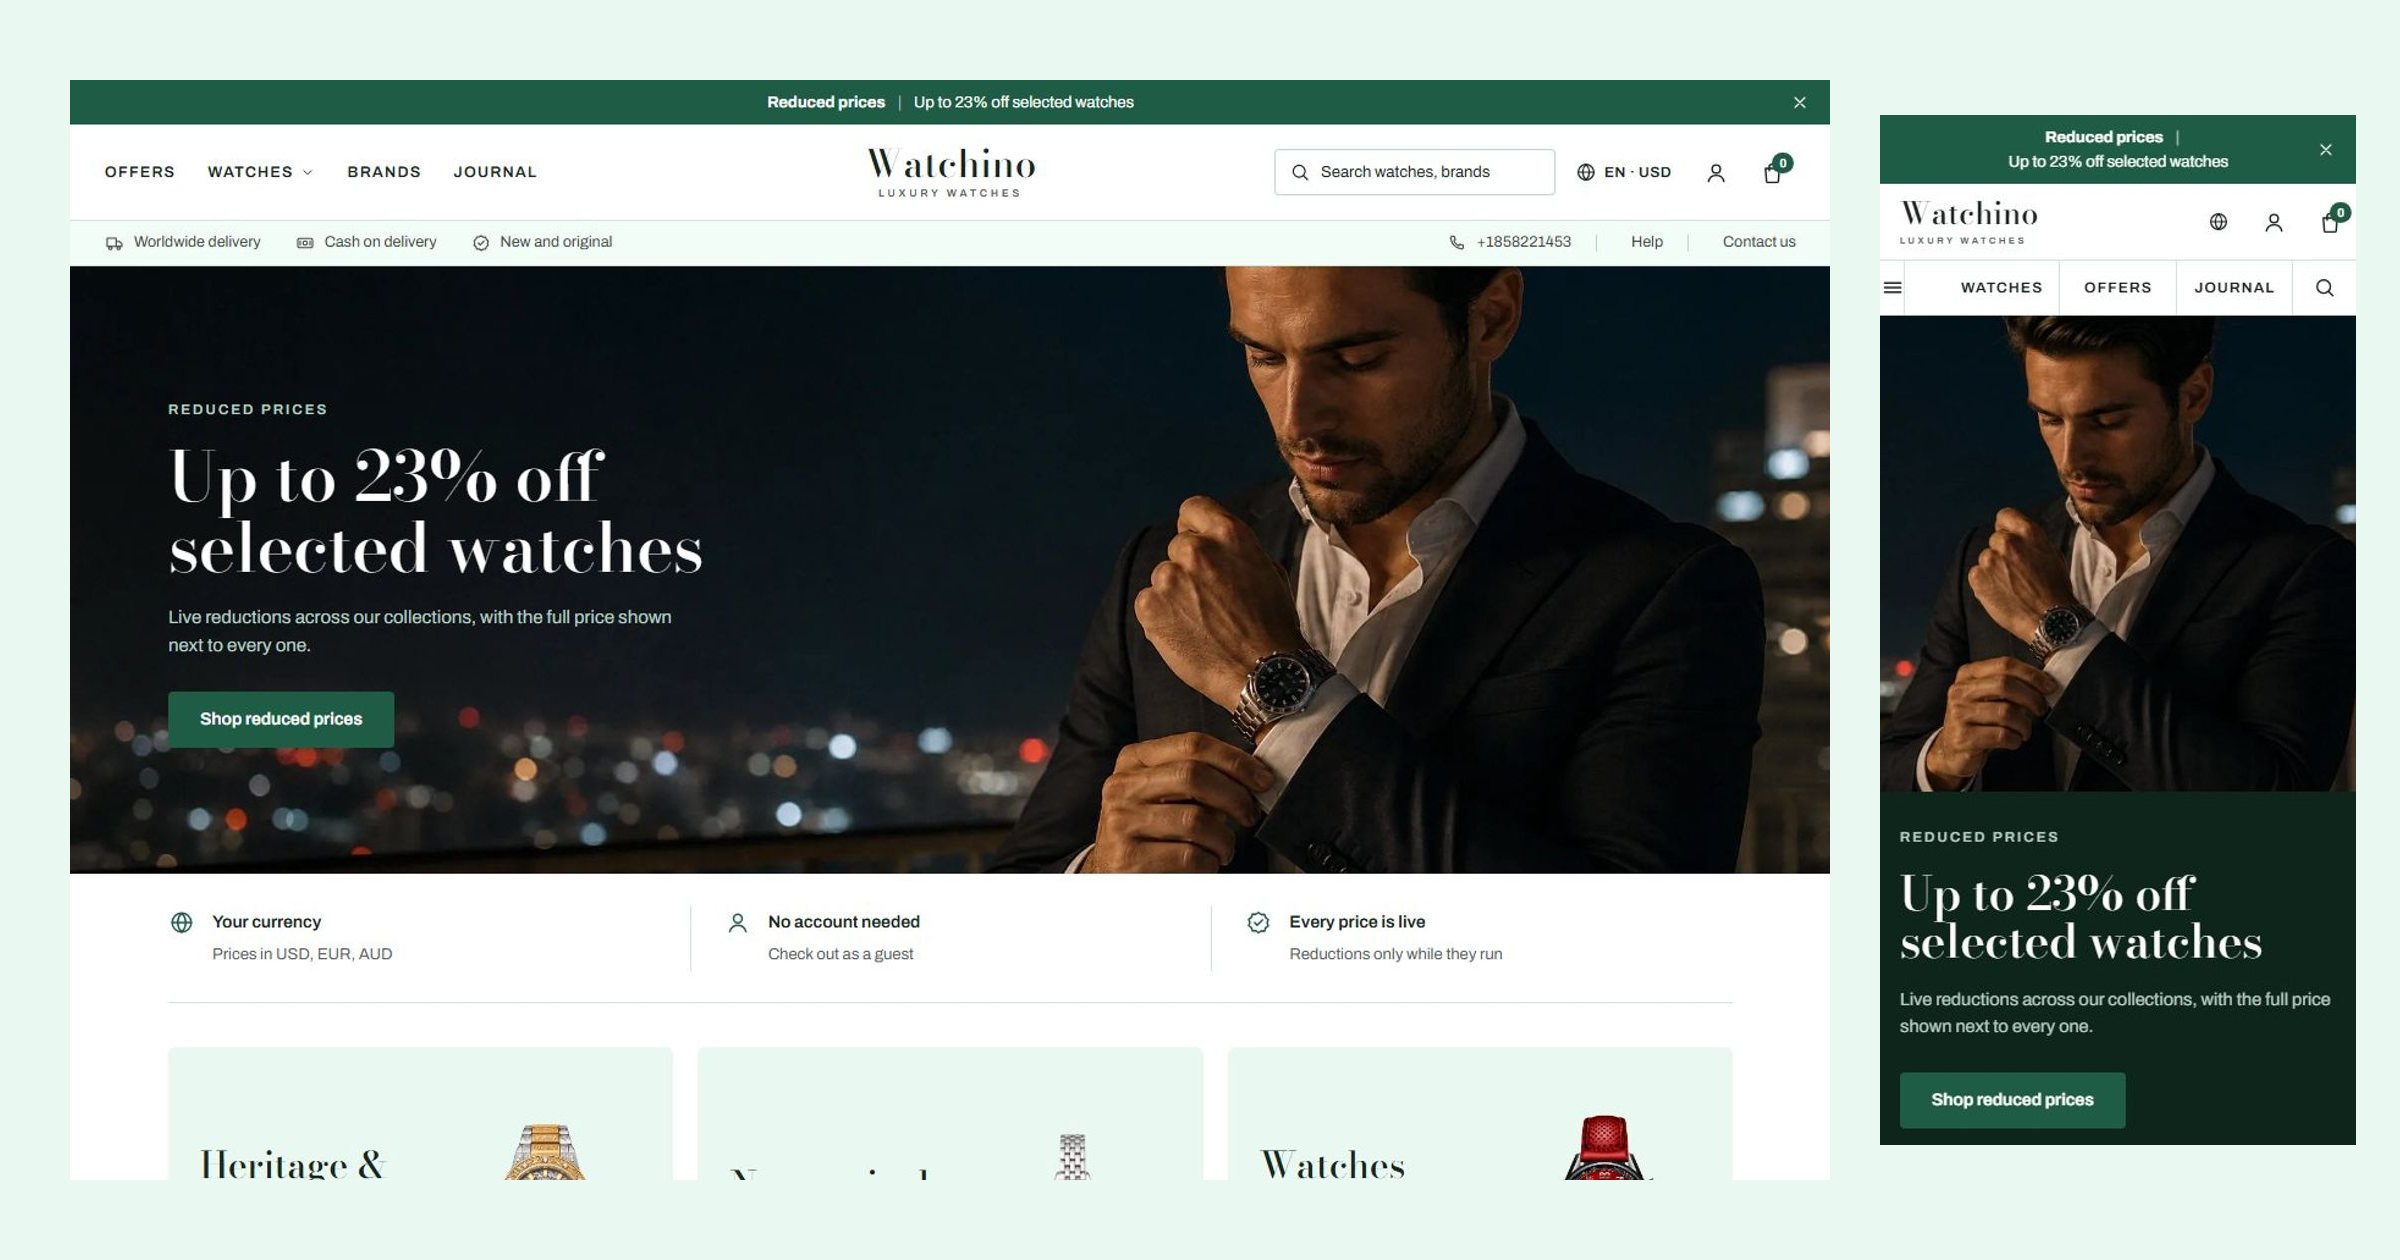 Reduced prices | Up to 23% off selected watches
OFFERS WATCHES BRANDS JOURNAL
Watchino
LUXURY WATCHES
Search watches, brands
EN · USD
0
Worldwide delivery
Cash on delivery
New and original
+1858221453
Help
Contact us
REDUCED PRICES
Up to 23% off
selected watches
Live reductions across our collections, with the full price shown
next to every one.
Shop reduced prices
Your currency
Prices in USD, EUR, AUD
No account needed
Check out as a guest
Every price is live
Reductions only while they run
Heritage &
Watches
Reduced prices |
Up to 23% off selected watches
Watchino
LUXURY WATCHES
0
WATCHES OFFERS JOURNAL
REDUCED PRICES
Up to 23% off
selected watches
Live reductions across our collections, with the full price
shown next to every one.
Shop reduced prices